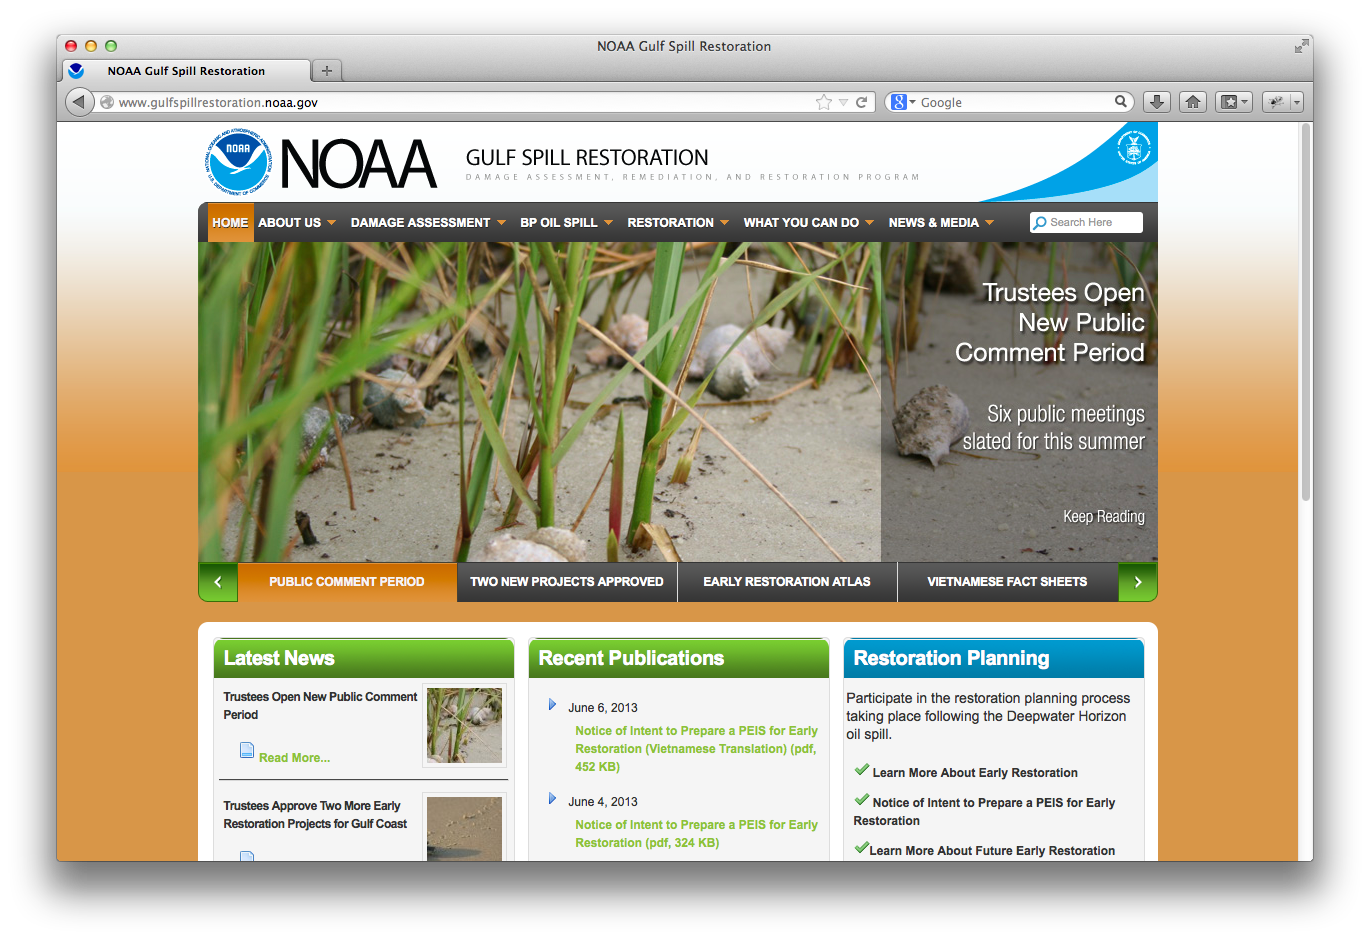 NOAA Gulf Spill Restoration
NOAA Gulf Spill Restoration
www.gulfspillrestoration.noaa.gov
Google
NATIONAL OCEANIC AND ATMOSPHERIC ADMINISTRATION
U.S. DEPARTMENT OF COMMERCE
NOAA
NOAA
GULF SPILL RESTORATION
DAMAGE ASSESSMENT, REMEDIATION, AND RESTORATION PROGRAM
HOME ABOUT US DAMAGE ASSESSMENT BP OIL SPILL RESTORATION WHAT YOU CAN DO NEWS & MEDIA Search Here
Trustees Open
New Public
Comment Period
Six public meetings
slated for this summer
Keep Reading
PUBLIC COMMENT PERIOD TWO NEW PROJECTS APPROVED EARLY RESTORATION ATLAS VIETNAMESE FACT SHEETS
Latest News
Trustees Open New Public Comment
Period
Read More...
Trustees Approve Two More Early
Restoration Projects for Gulf Coast
Recent Publications
June 6, 2013
Notice of Intent to Prepare a PEIS for Early
Restoration (Vietnamese Translation) (pdf,
452 KB)
June 4, 2013
Notice of Intent to Prepare a PEIS for Early
Restoration (pdf, 324 KB)
Restoration Planning
Participate in the restoration planning process
taking place following the Deepwater Horizon
oil spill.
Learn More About Early Restoration
Notice of Intent to Prepare a PEIS for Early
Restoration
Learn More About Future Early Restoration